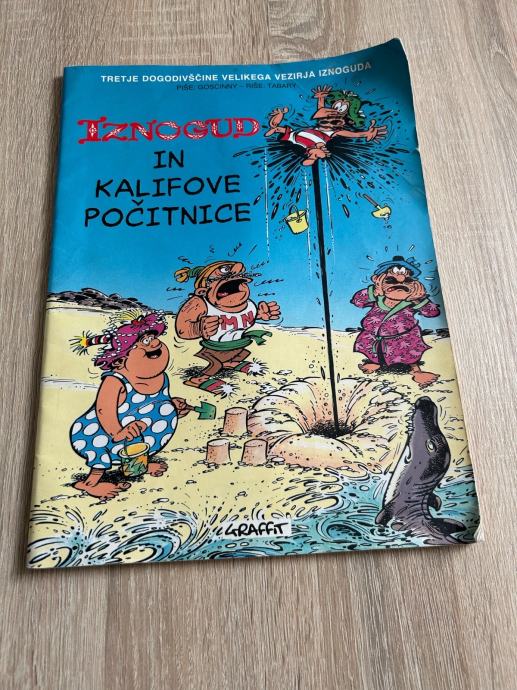 TRETJE DOGODIVŠČINE VELIKEGA VEZIRJA IZNOGUDA
PIŠE: GOSCINNY – RIŠE: TABARY
IZNOGUD
IN
KALIFOVE
POČITNICE
MN
GRAFFIT